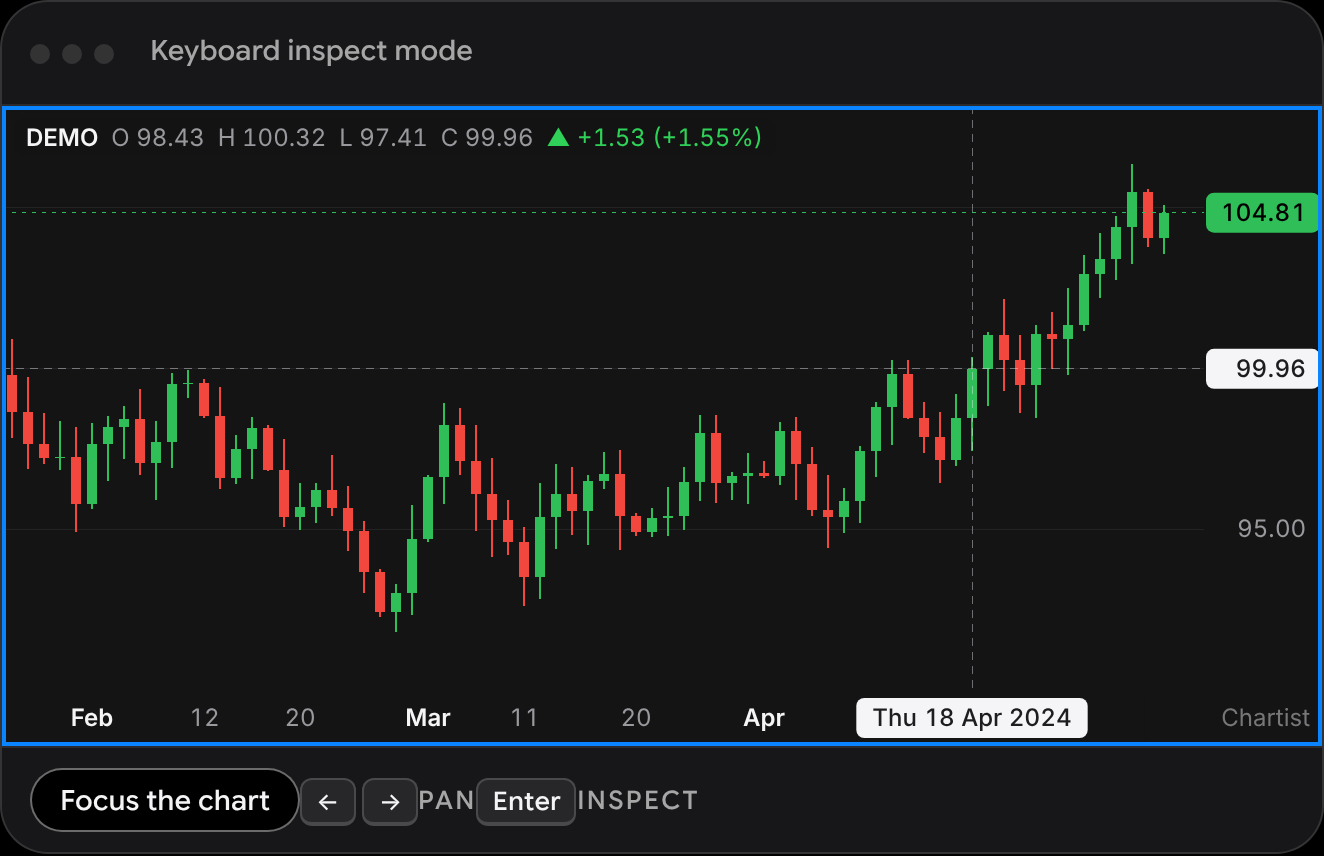 Keyboard inspect mode
DEMO O 98.43 H 100.32 L 97.41 C 99.96 ▲ +1.53 (+1.55%)
104.81
99.96
95.00
Feb 12 20 Mar 11 20 Apr Thu 18 Apr 2024 Chartist
Focus the chart ← → PAN Enter INSPECT